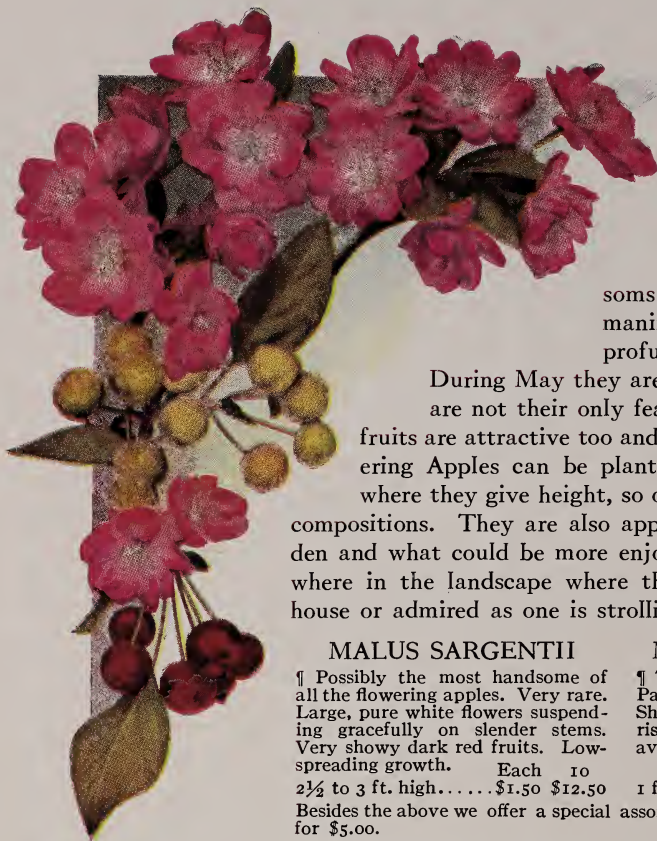 soms
mani
profu
During May they are
are not their only fea
fruits are attractive too and
ering Apples can be plant
where they give height, so
compositions. They are also app
den and what could be more enj
where in the landscape where th
house or admired as one is strolli
MALUS SARGENTII
¶ Possibly the most handsome of
all the flowering apples. Very rare.
Large, pure white flowers suspend-
ing gracefully on slender stems.
Very showy dark red fruits. Low-
spreading growth. Each 10
2½ to 3 ft. high......$1.50 $12.50
Besides the above we offer a special asso
for $5.00.
M
¶
Pa
Sh
ris
av
1 f